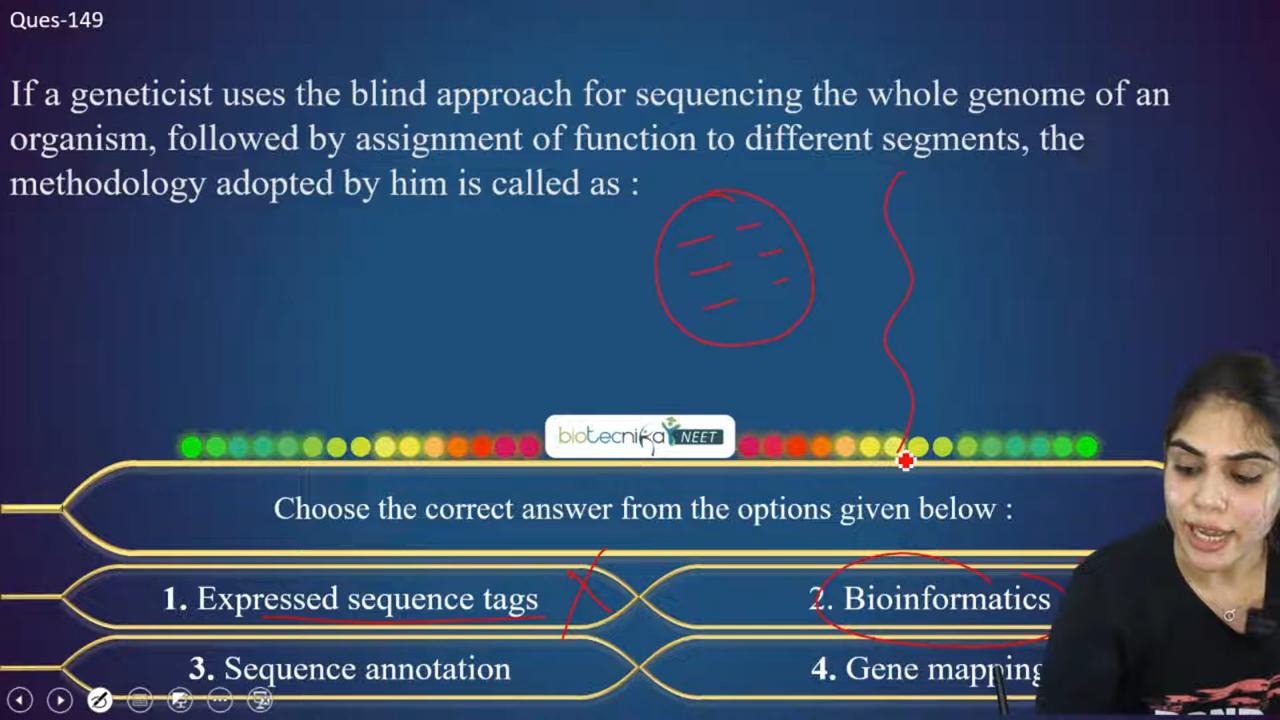 Ques-149
If a geneticist uses the blind approach for sequencing the whole genome of an
organism, followed by assignment of function to different segments, the
methodology adopted by him is called as :
biotecnika NEET
Choose the correct answer from the options given below :
1. Expressed sequence tags
2. Bioinformatics
3. Sequence annotation
4. Gene mapping